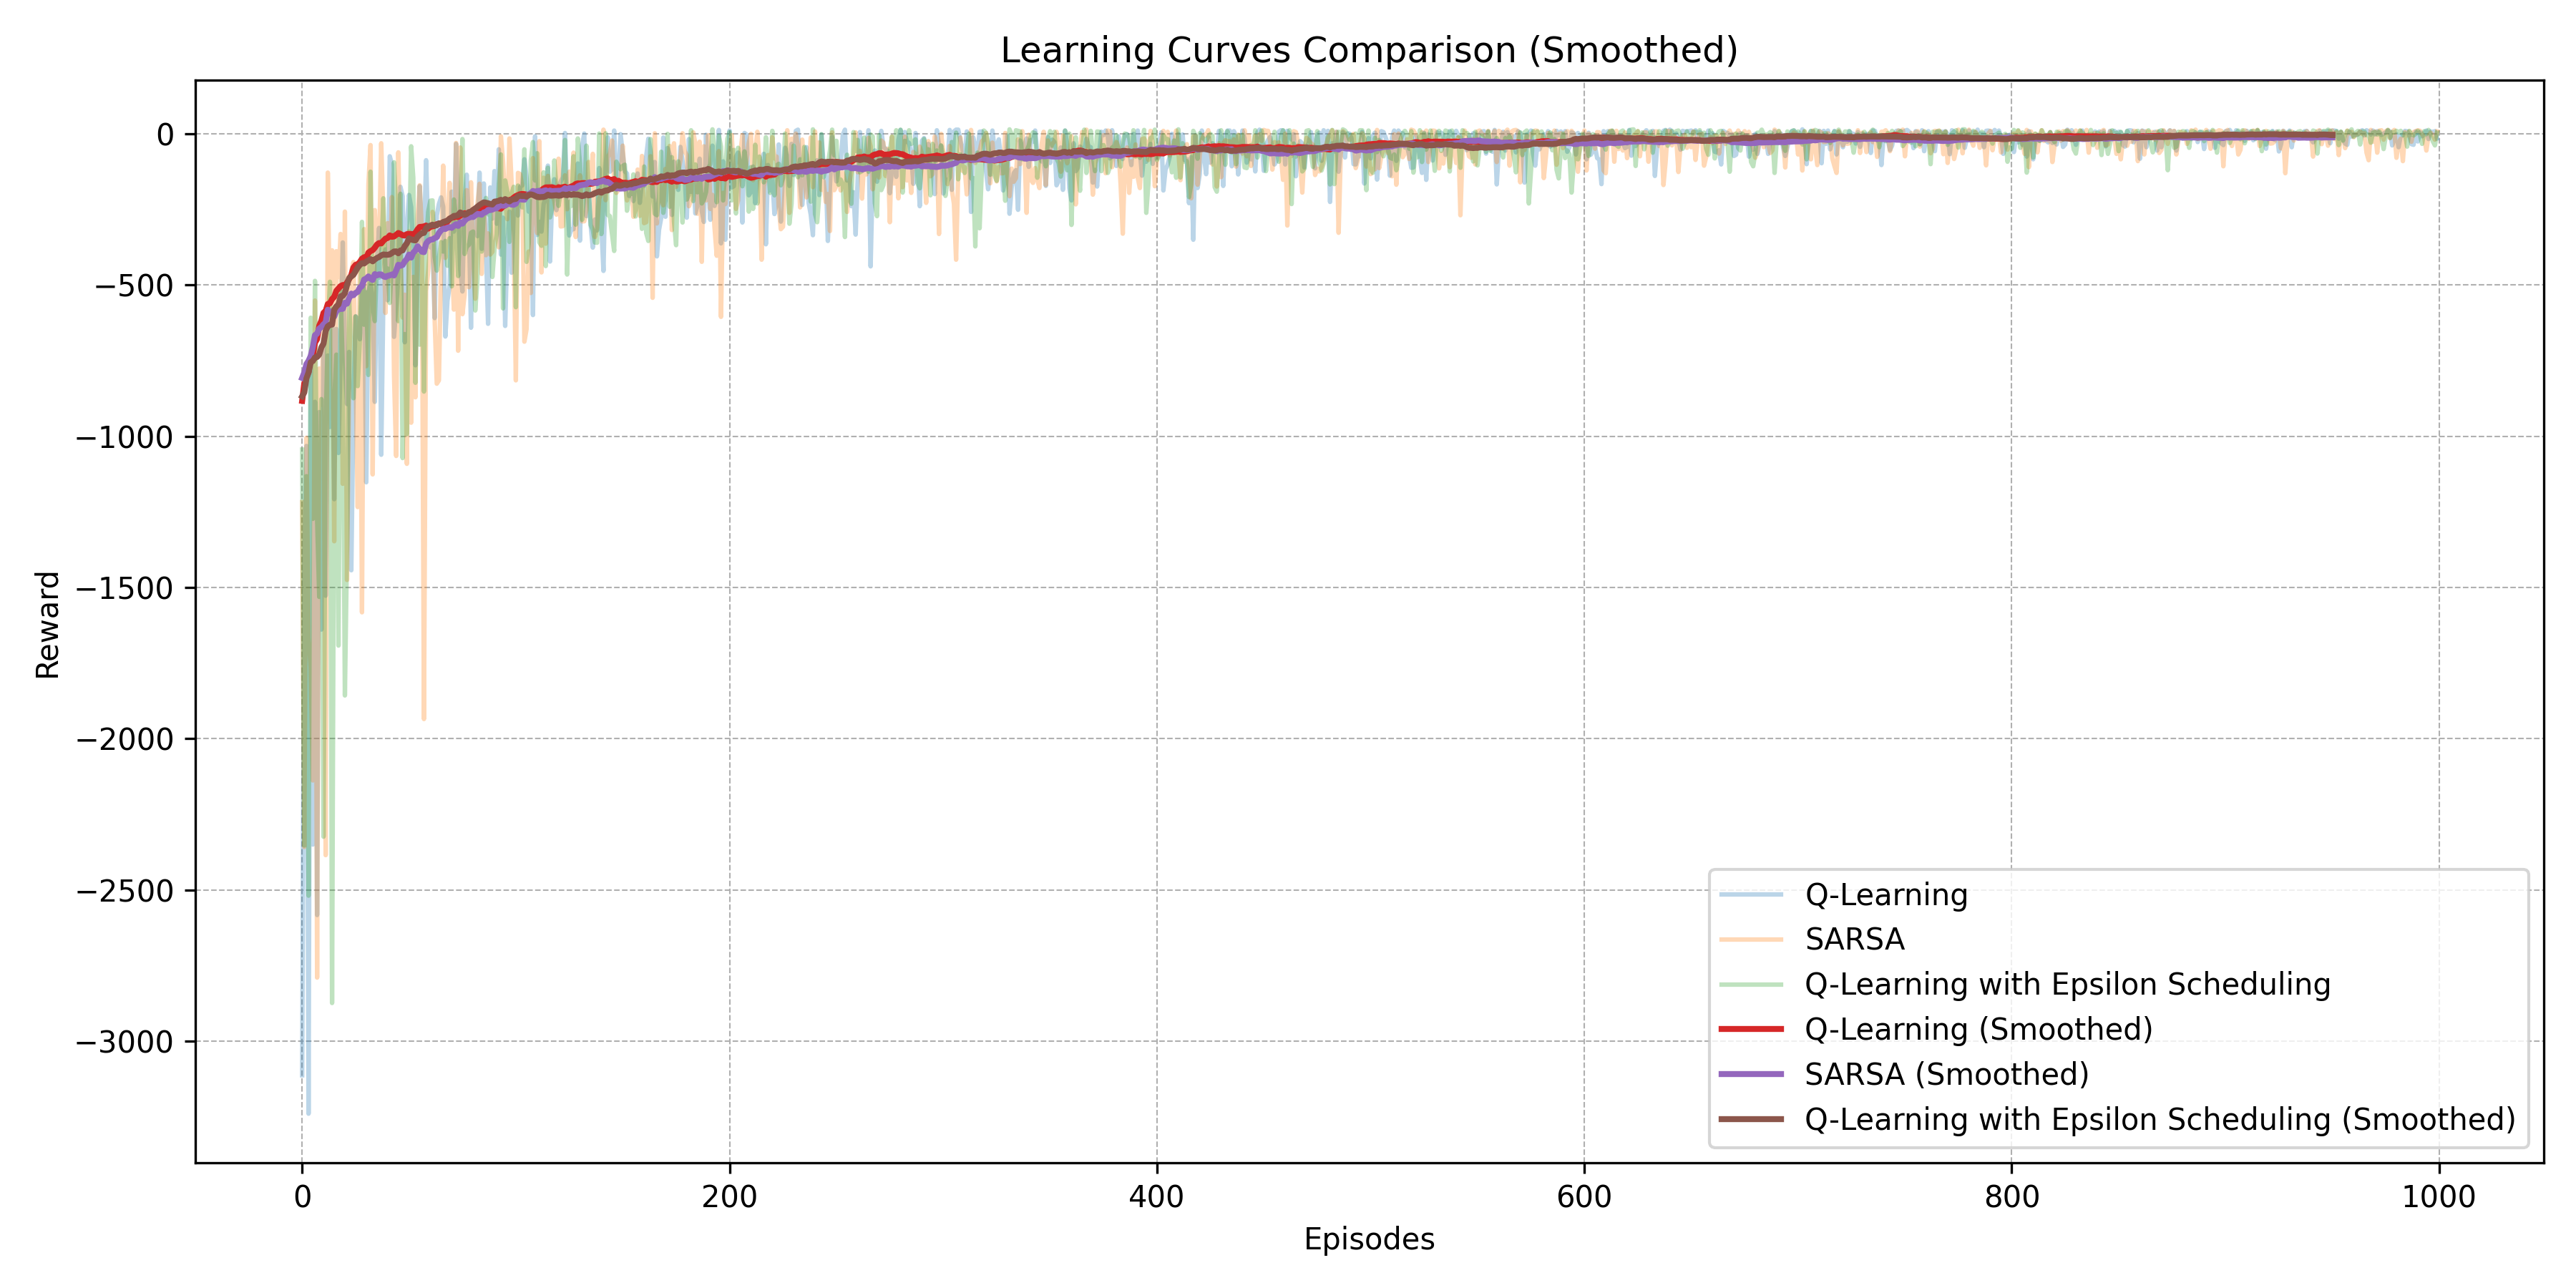 Learning Curves Comparison (Smoothed)
0
−500
−1000
−1500
−2000
−2500
−3000
Reward
0
200
400
600
800
1000
Episodes
Q-Learning
SARSA
Q-Learning with Epsilon Scheduling
Q-Learning (Smoothed)
SARSA (Smoothed)
Q-Learning with Epsilon Scheduling (Smoothed)